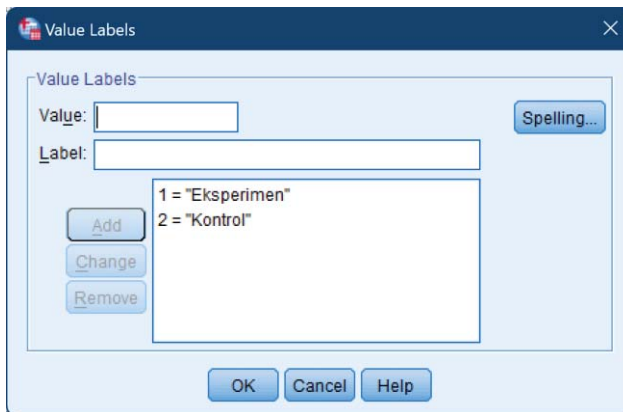 Value Labels
Value Labels
Value:
Spelling...
Label:
1 = "Eksperimen"
2 = "Kontrol"
Add
Change
Remove
OK Cancel Help